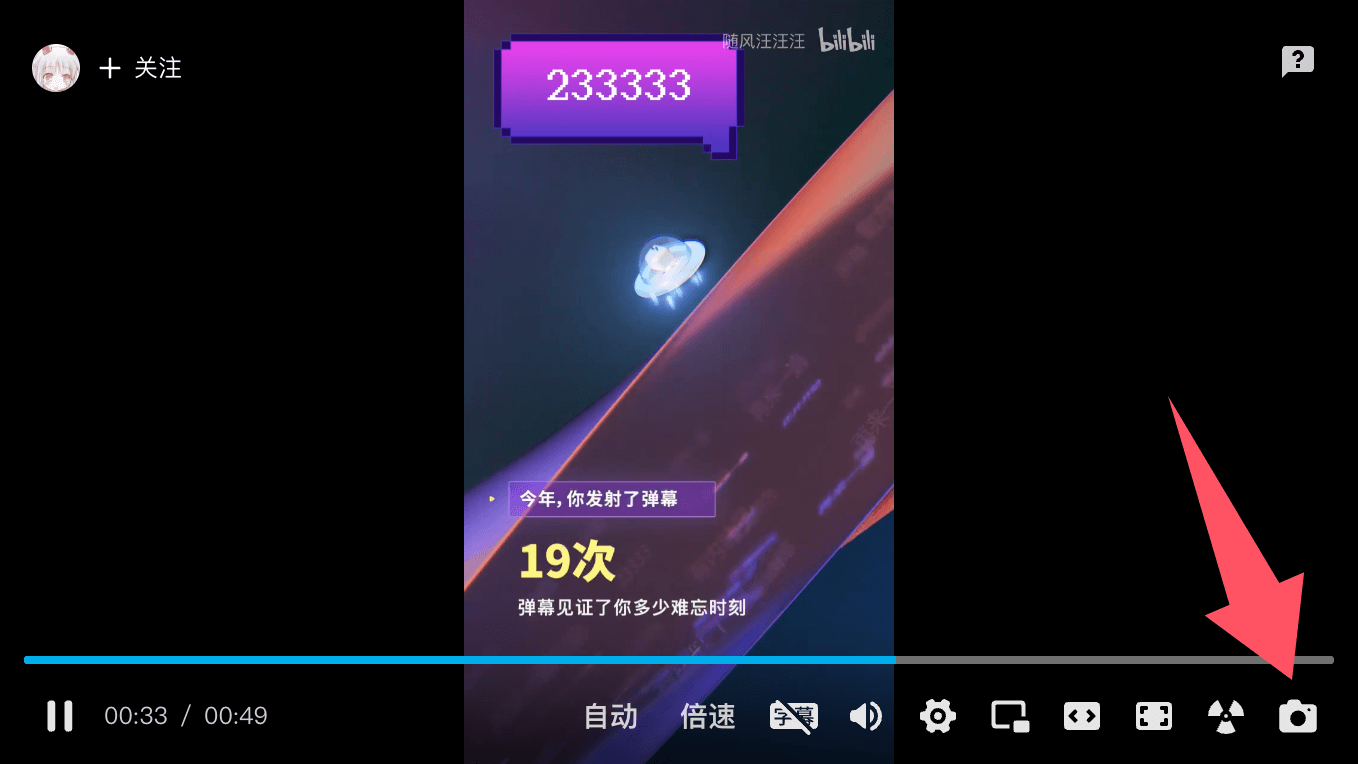 随风汪汪汪 bilibili
+ 关注
?
233333
今年,你发射了弹幕
19次
弹幕见证了你多少难忘时刻
00:33 / 00:49
自动
倍速
字幕